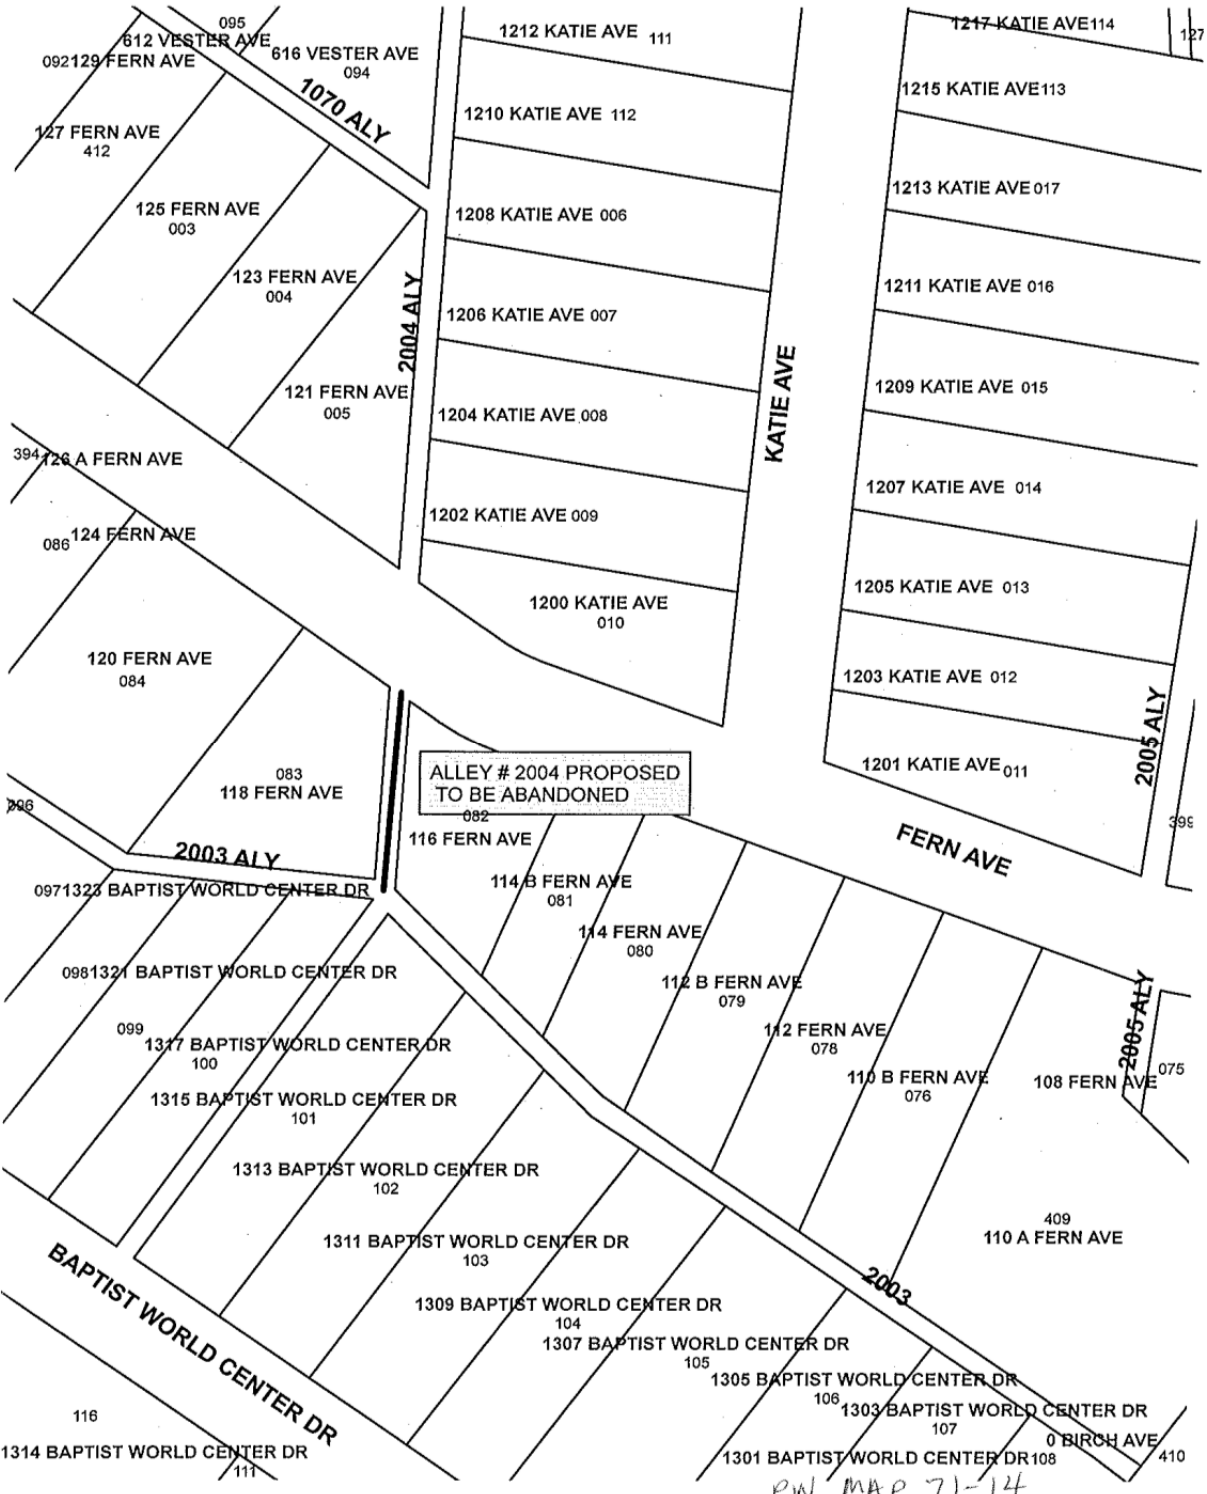 095
612 VESTER AVE
092129 FERN AVE
616 VESTER AVE
094
1070 ALY
127 FERN AVE
412
125 FERN AVE
003
123 FERN AVE
004
2004 ALY
121 FERN AVE
005
1212 KATIE AVE 111
1210 KATIE AVE 112
1208 KATIE AVE 006
1206 KATIE AVE 007
1204 KATIE AVE 008
1202 KATIE AVE 009
1200 KATIE AVE
010
KATIE AVE
1217 KATIE AVE 114
127
1215 KATIE AVE 113
1213 KATIE AVE 017
1211 KATIE AVE 016
1209 KATIE AVE 015
1207 KATIE AVE 014
1205 KATIE AVE 013
1203 KATIE AVE 012
1201 KATIE AVE 011
2005 ALY
399
394 126 A FERN AVE
086 124 FERN AVE
120 FERN AVE
084
083
118 FERN AVE
ALLEY # 2004 PROPOSED
TO BE ABANDONED
082
116 FERN AVE
FERN AVE
2003 ALY
114 B FERN AVE
081
114 FERN AVE
080
112 B FERN AVE
079
112 FERN AVE
078
110 B FERN AVE
076
108 FERN AVE
2005 ALY
075
409
110 A FERN AVE
0971323 BAPTIST WORLD CENTER DR
0981321 BAPTIST WORLD CENTER DR
099
1317 BAPTIST WORLD CENTER DR
100
1315 BAPTIST WORLD CENTER DR
101
1313 BAPTIST WORLD CENTER DR
102
1311 BAPTIST WORLD CENTER DR
103
1309 BAPTIST WORLD CENTER DR
104
1307 BAPTIST WORLD CENTER DR
105
2003
1305 BAPTIST WORLD CENTER DR
106
1303 BAPTIST WORLD CENTER DR
107
0 BIRCH AVE
1301 BAPTIST WORLD CENTER DR 108
410
BAPTIST WORLD CENTER DR
116
1314 BAPTIST WORLD CENTER DR
111
PW MAP 71-14